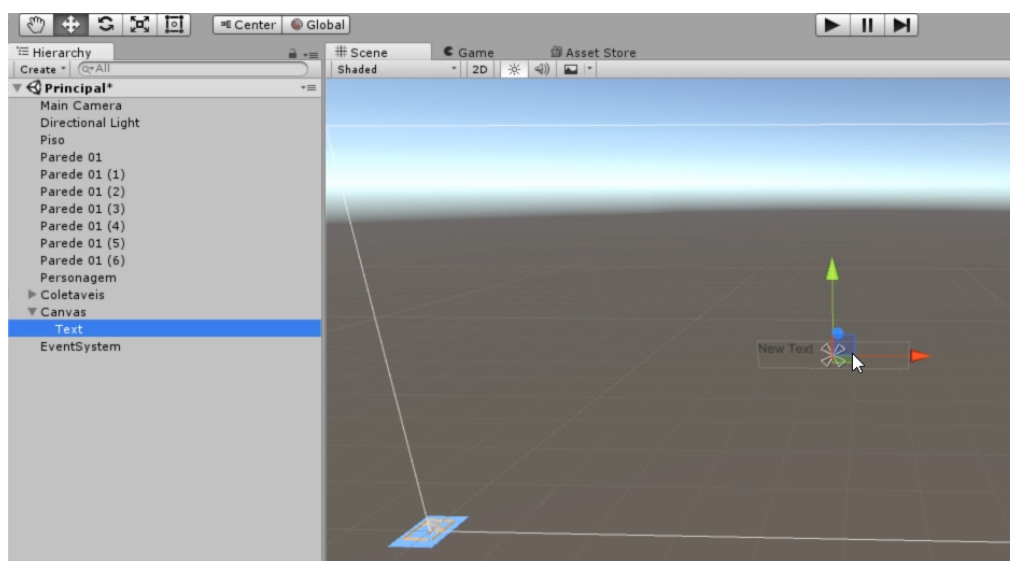 Center Global
Hierarchy
Create All
Principal*
Main Camera
Directional Light
Piso
Parede 01
Parede 01 (1)
Parede 01 (2)
Parede 01 (3)
Parede 01 (4)
Parede 01 (5)
Parede 01 (6)
Personagem
Coletaveis
Canvas
Text
EventSystem
Scene Game Asset Store
Shaded 2D
New Text